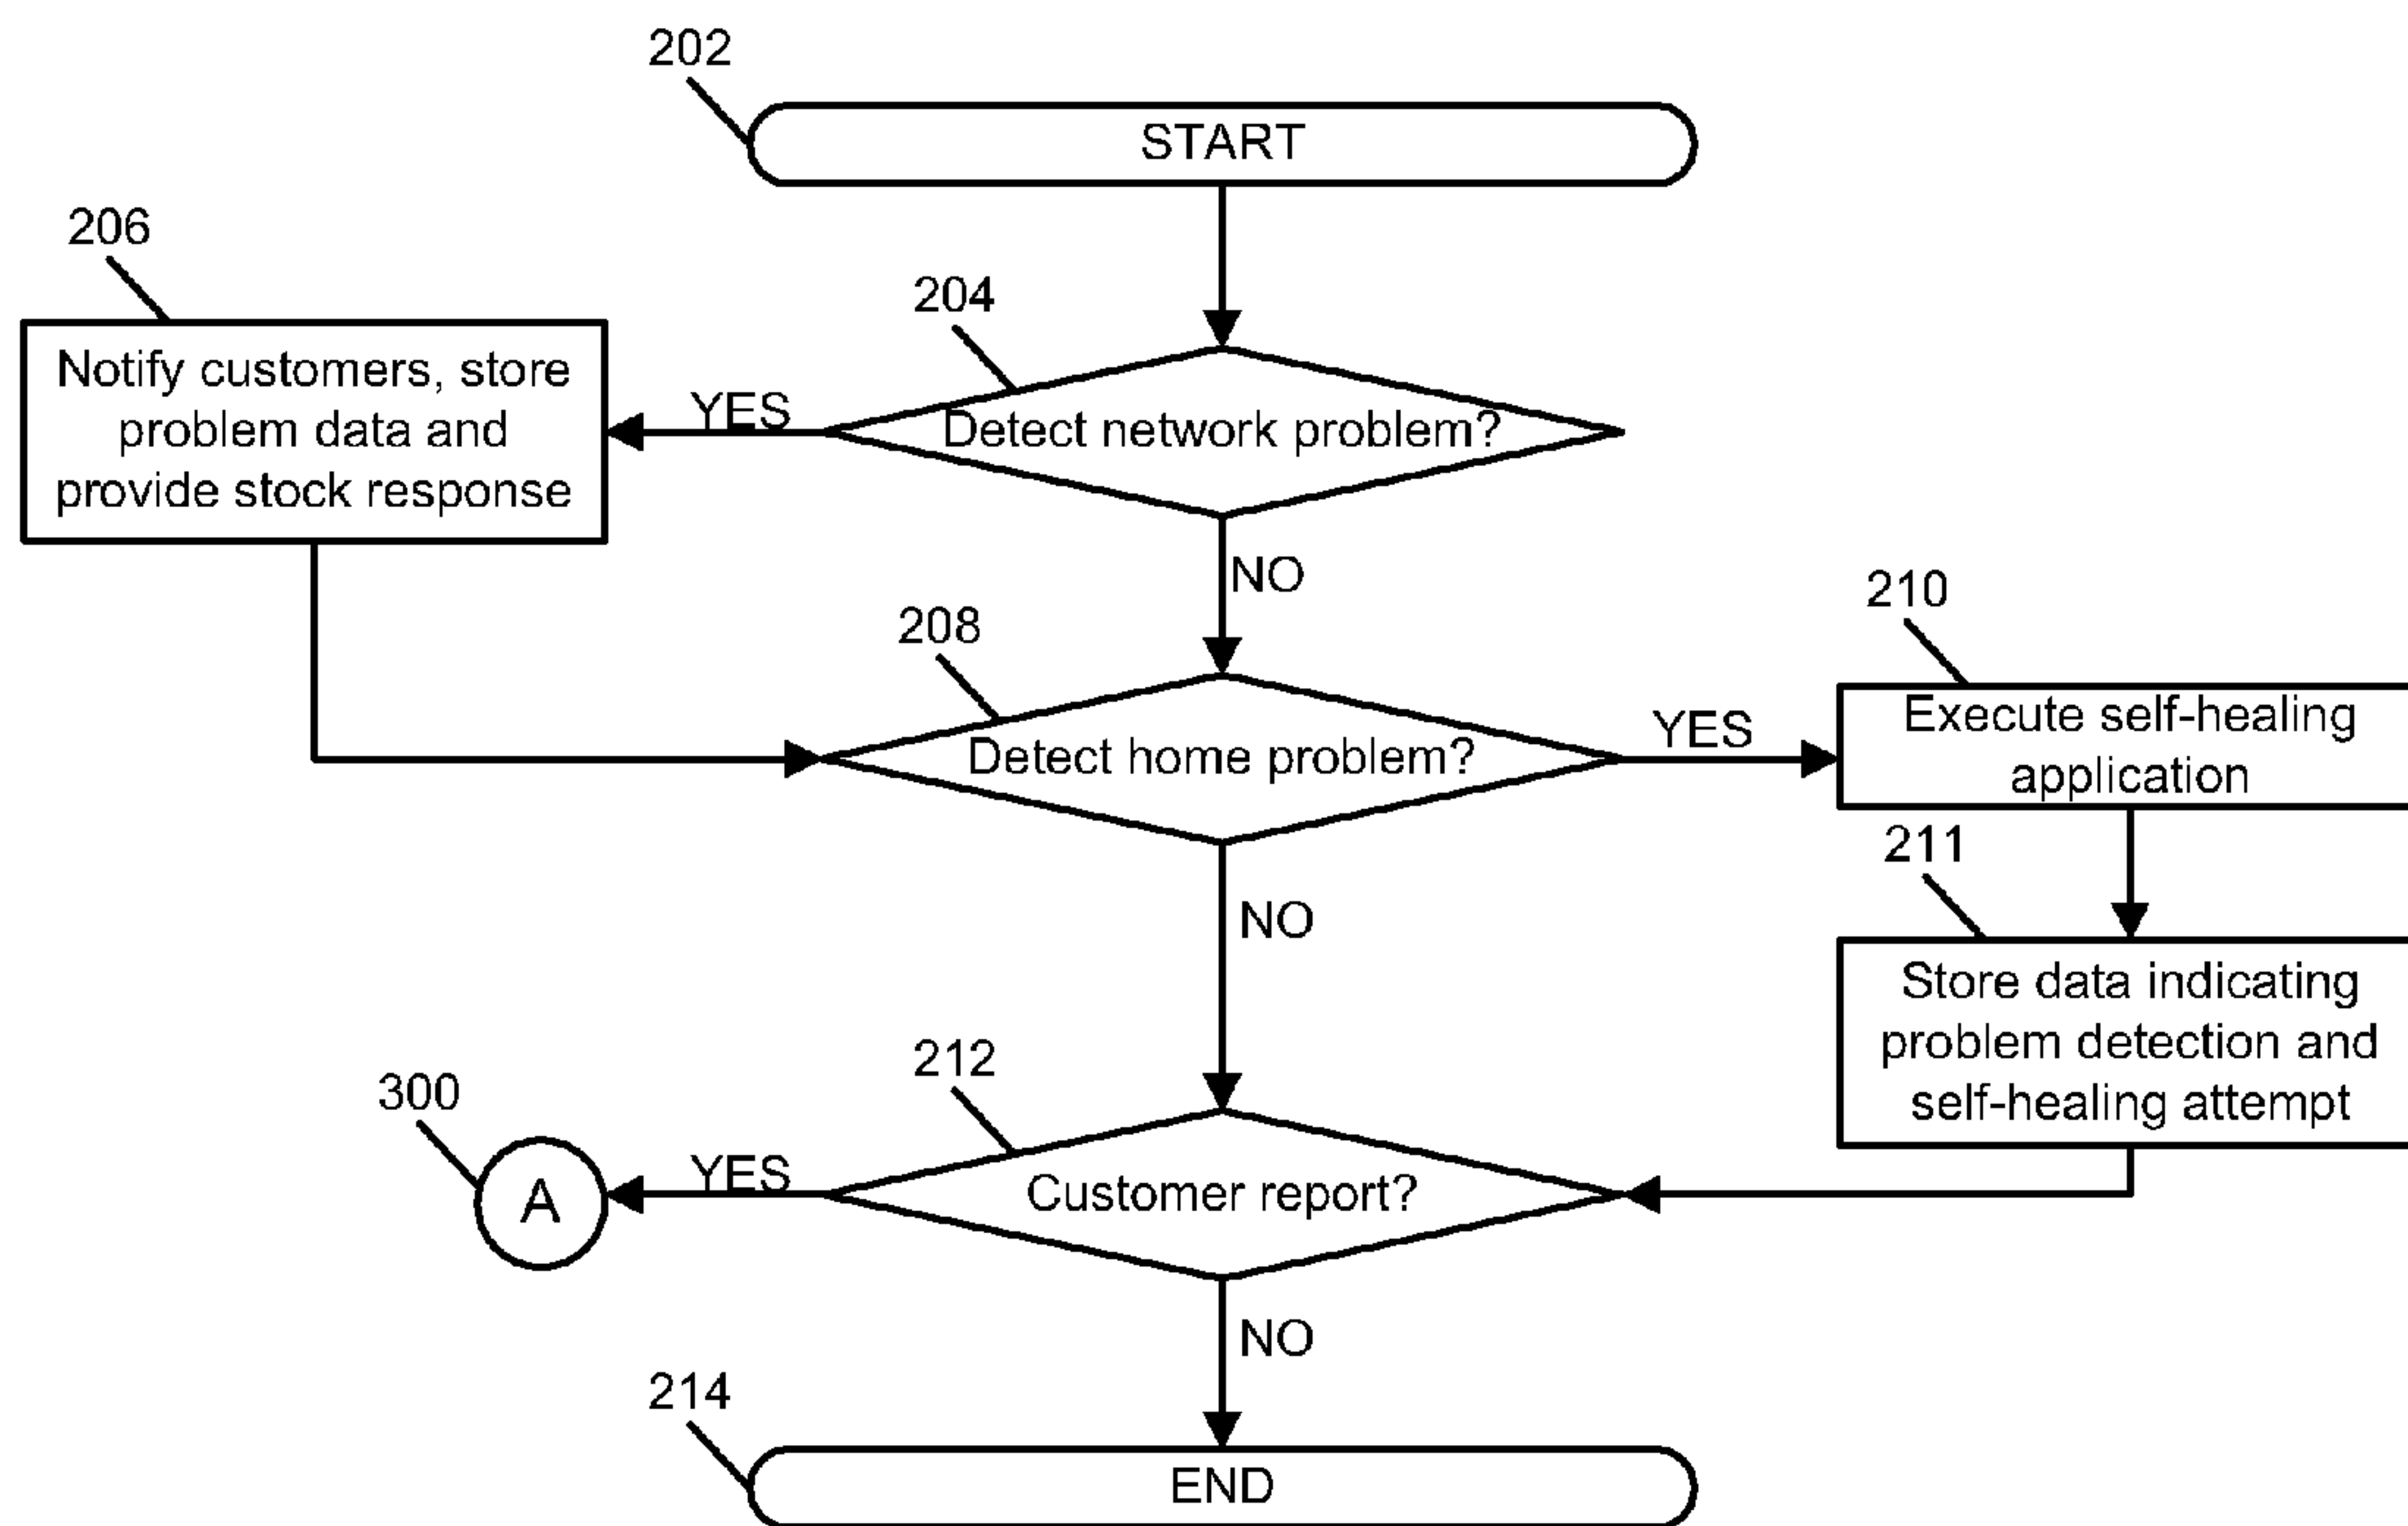 202
START
206
204
Notify customers, store
problem data and
provide stock response
YES
Detect network problem?
NO
208
210
Detect home problem?
YES
Execute self-healing
application
211
NO
Store data indicating
problem detection and
self-healing attempt
212
300
A
YES
Customer report?
NO
214
END